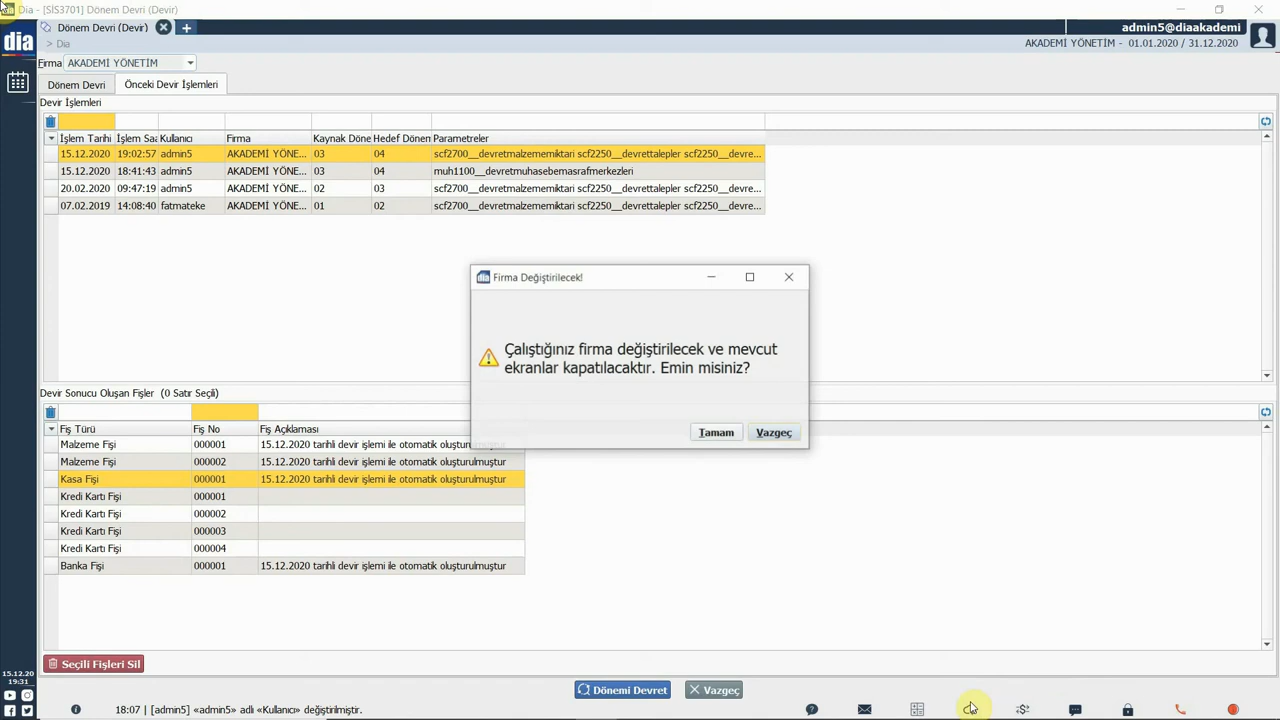 Dia - [SİS3701] Dönem Devri (Devir)
Dönem Devri (Devir)
admin5@diaakademi
dia
> Dia
AKADEMİ YÖNETİM - 01.01.2020 / 31.12.2020
Firma AKADEMİ YÖNETİM
Dönem Devri Önceki Devir İşlemleri
Devir İşlemleri
İşlem Tarihi İşlem Saa Kullanıcı Firma Kaynak Döne Hedef Dönem Parametreler
15.12.2020 19:02:57 admin5 AKADEMİ YÖNE... 03 04 scf2700__devretmalzememiktari scf2250__devrettalepler scf2250__devre...
15.12.2020 18:41:43 admin5 AKADEMİ YÖNE... 03 04 muh1100__devretmuhasebemasrafmerkezleri
20.02.2020 09:47:19 admin5 AKADEMİ YÖNE... 02 03 scf2700__devretmalzememiktari scf2250__devrettalepler scf2250__devre...
07.02.2019 14:08:40 fatmateke AKADEMİ YÖNE... 01 02 scf2700__devretmalzememiktari scf2250__devrettalepler scf2250__devre...
dia Firma Değiştirilecek!
Çalıştığınız firma değiştirilecek ve mevcut
ekranlar kapatılacaktır. Emin misiniz?
Tamam Vazgeç
Devir Sonucu Oluşan Fişler (0 Satır Seçili)
Fiş Türü Fiş No Fiş Açıklaması
Malzeme Fişi 000001 15.12.2020 tarihli devir işlemi ile otomatik oluşturulmuştur
Malzeme Fişi 000002 15.12.2020 tarihli devir işlemi ile otomatik oluşturulmuştur
Kasa Fişi 000001 15.12.2020 tarihli devir işlemi ile otomatik oluşturulmuştur
Kredi Kartı Fişi 000001
Kredi Kartı Fişi 000002
Kredi Kartı Fişi 000003
Kredi Kartı Fişi 000004
Banka Fişi 000001 15.12.2020 tarihli devir işlemi ile otomatik oluşturulmuştur
Seçili Fişleri Sil
15.12.20
19:31
Dönemi Devret Vazgeç
18:07 | [admin5] «admin5» adlı «Kullanıcı» değiştirilmiştir.